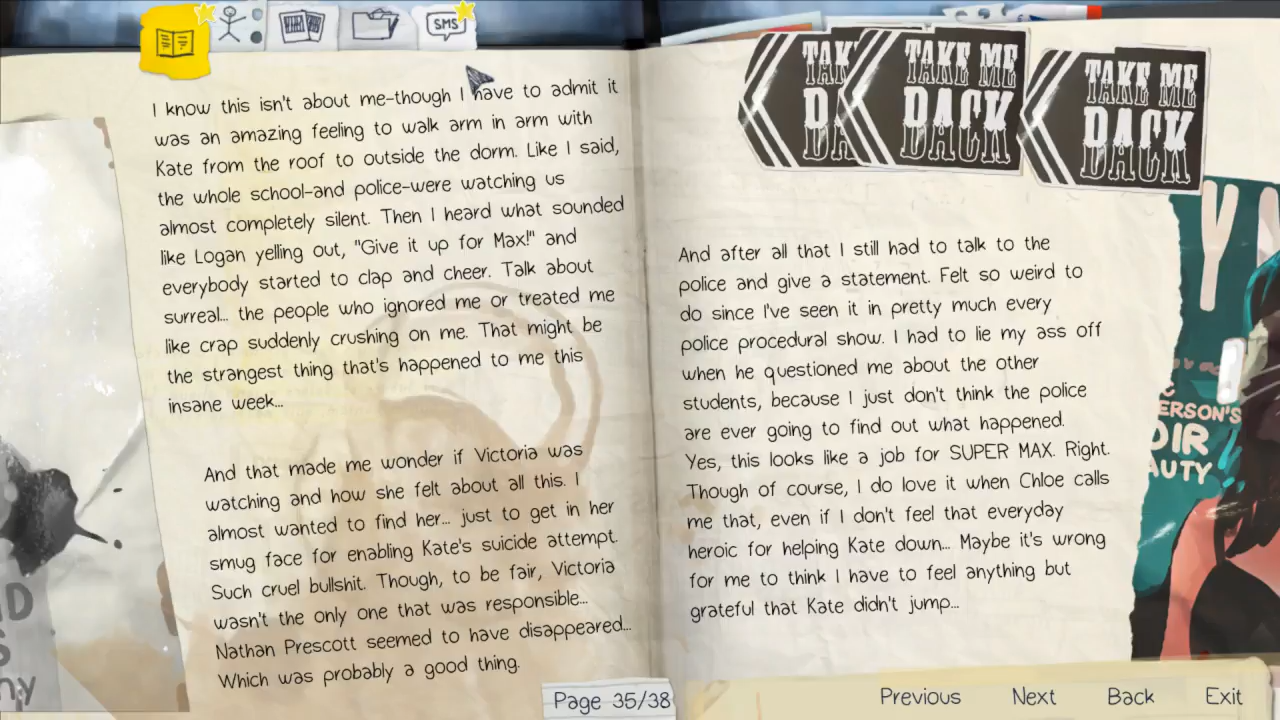 SMS
I know this isn't about me-though I have to admit it
was an amazing feeling to walk arm in arm with
Kate from the roof to outside the dorm. Like I said,
the whole school-and police-were watching us
almost completely silent. Then I heard what sounded
like Logan yelling out, "Give it up for Max!" and
everybody started to clap and cheer. Talk about
surreal... the people who ignored me or treated me
like crap suddenly crushing on me. That might be
the strangest thing that's happened to me this
insane week...
And that made me wonder if Victoria was
watching and how she felt about all this. I
almost wanted to find her... just to get in her
smug face for enabling Kate's suicide attempt.
Such cruel bullshit. Though, to be fair, Victoria
wasn't the only one that was responsible...
Nathan Prescott seemed to have disappeared...
Which was probably a good thing.
TAKE ME
DACK
TAKE ME
DACK
And after all that I still had to talk to the
police and give a statement. Felt so weird to
do since I've seen it in pretty much every
police procedural show. I had to lie my ass off
when he questioned me about the other
students, because I just don't think the police
are ever going to find out what happened.
Yes, this looks like a job for SUPER MAX. Right.
Though of course, I do love it when Chloe calls
me that, even if I don't feel that everyday
heroic for helping Kate down... Maybe it's wrong
for me to think I have to feel anything but
grateful that Kate didn't jump...
ERSON'S
OIR
AUTY
Page 35/38
Previous
Next
Back
Exit